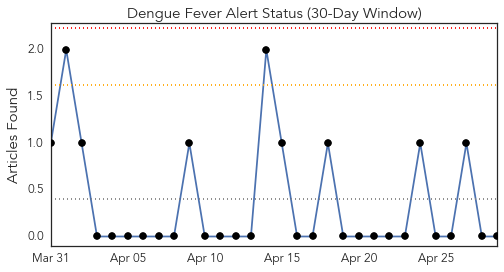 Dengue Fever Alert Status (30-Day Window)
Articles Found
2.0
1.5
1.0
0.5
0.0
Mar 31 Apr 05 Apr 10 Apr 15 Apr 20 Apr 25